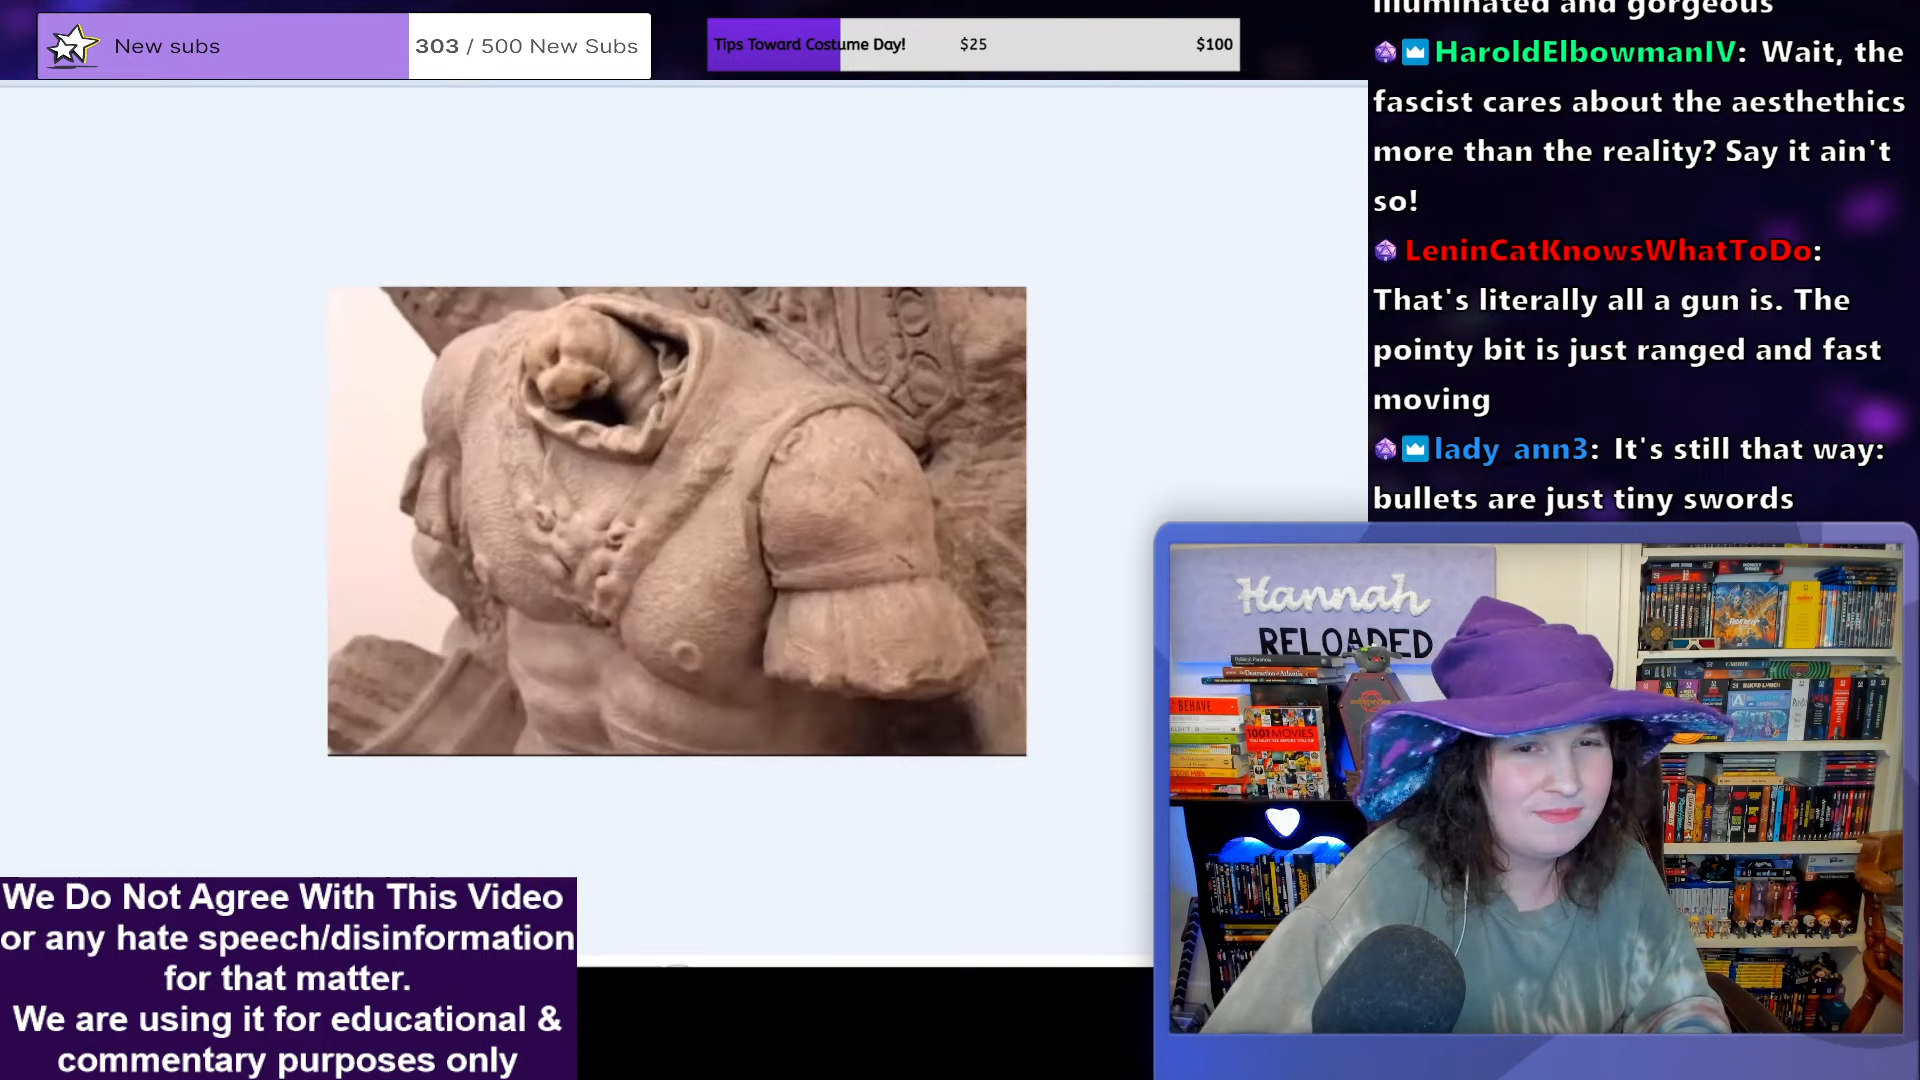 New subs
303 / 500 New Subs
Tips Toward Costume Day!
$25
$100
illuminated and gorgeous
HaroldElbowmanIV: Wait, the
fascist cares about the aesthethics
more than the reality? Say it ain't
so!
LeninCatKnowsWhatToDo:
That's literally all a gun is. The
pointy bit is just ranged and fast
moving
lady_ann3: It's still that way:
bullets are just tiny swords
Hannah
RELOADED
BEHAVE
1001 MOVIES
We Do Not Agree With This Video
or any hate speech/disinformation
for that matter.
We are using it for educational &
commentary purposes only